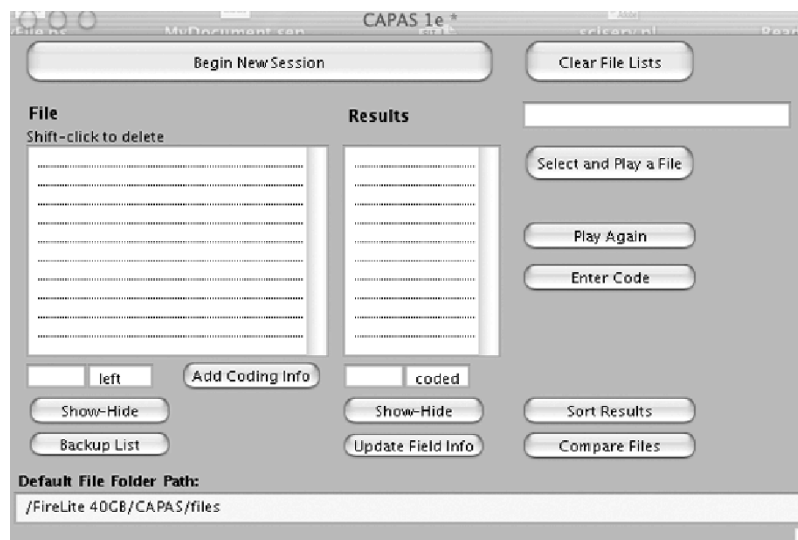 CAPAS 1e *
MyDocument.sen
Begin New Session
Clear File Lists
File
Results
Shift-click to delete
Select and Play a File
Play Again
Enter Code
left
Add Coding Info
coded
Show-Hide
Show-Hide
Sort Results
Backup List
Update Field Info
Compare Files
Default File Folder Path:
/FireLite 40GB/CAPAS/files